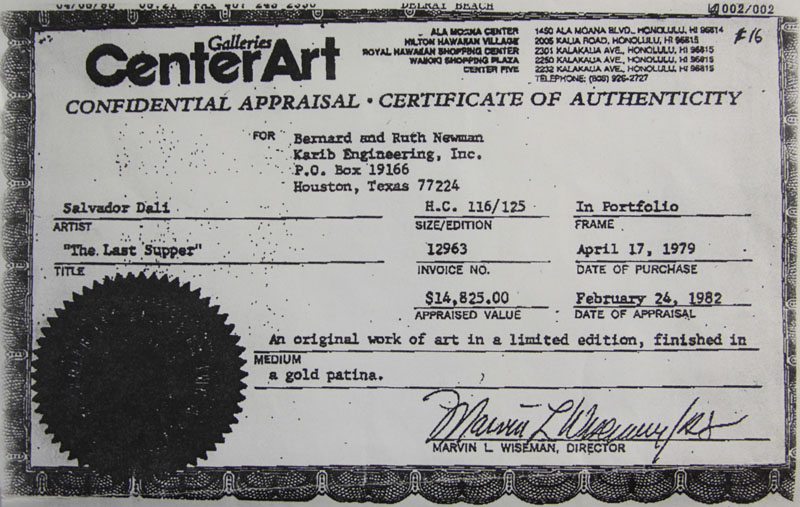 DELRAY BEACH
002/002
Galleries
CenterArt
ALA MOANA CENTER 1450 ALA MOANA BLVD., HONOLULU, HI 96814
HILTON HAWAIIAN VILLAGE 2005 KALIA ROAD, HONOLULU, HI 96815
ROYAL HAWAIIAN SHOPPING CENTER 2301 KALAKAUA AVE., HONOLULU, HI 96815
WAIKIKI SHOPPING PLAZA 2250 KALAKAUA AVE., HONOLULU, HI 96815
CENTER FIVE 2232 KALAKAUA AVE., HONOLULU, HI 96815
TELEPHONE: (808) 926-2727
#16
CONFIDENTIAL APPRAISAL • CERTIFICATE OF AUTHENTICITY
FOR Bernard and Ruth Newman
Karib Engineering, Inc.
P.O. Box 19166
Houston, Texas 77224
Salvador Dali H.C. 116/125 In Portfolio
ARTIST SIZE/EDITION FRAME
"The Last Supper" 12963 April 17, 1979
TITLE INVOICE NO. DATE OF PURCHASE
$14,825.00 February 24, 1982
APPRAISED VALUE DATE OF APPRAISAL
An original work of art in a limited edition, finished in
MEDIUM
a gold patina.
MARVIN L WISEMAN, DIRECTOR